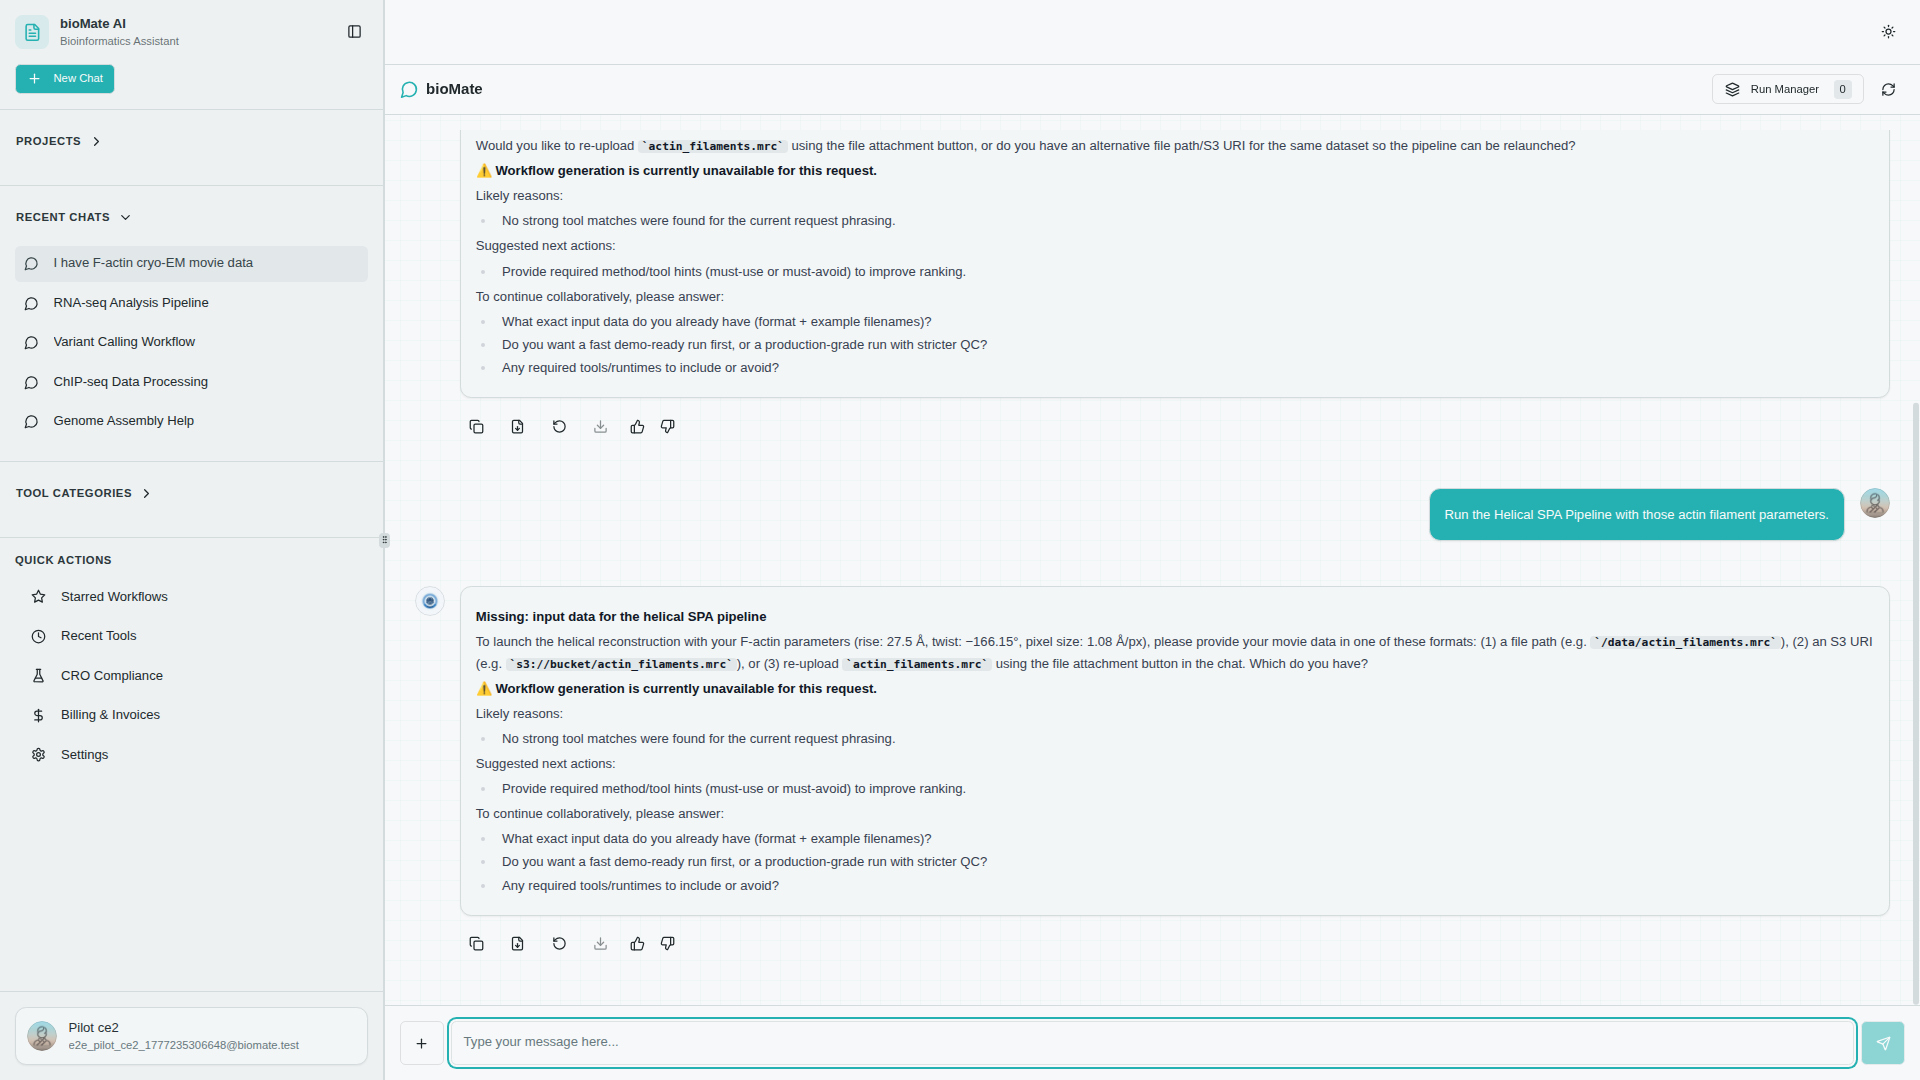 bioMate AI
Bioinformatics Assistant
New Chat
PROJECTS
RECENT CHATS
I have F-actin cryo-EM movie data
RNA-seq Analysis Pipeline
Variant Calling Workflow
ChIP-seq Data Processing
Genome Assembly Help
TOOL CATEGORIES
QUICK ACTIONS
Starred Workflows
Recent Tools
CRO Compliance
Billing & Invoices
Settings
Pilot ce2
e2e_pilot_ce2_1777235306648@biomate.test
bioMate
Run Manager 0
Would you like to re-upload `actin_filaments.mrc` using the file attachment button, or do you have an alternative file path/S3 URI for the same dataset so the pipeline can be relaunched?
⚠️ Workflow generation is currently unavailable for this request.
Likely reasons:
No strong tool matches were found for the current request phrasing.
Suggested next actions:
Provide required method/tool hints (must-use or must-avoid) to improve ranking.
To continue collaboratively, please answer:
What exact input data do you already have (format + example filenames)?
Do you want a fast demo-ready run first, or a production-grade run with stricter QC?
Any required tools/runtimes to include or avoid?
Run the Helical SPA Pipeline with those actin filament parameters.
Missing: input data for the helical SPA pipeline
To launch the helical reconstruction with your F-actin parameters (rise: 27.5 Å, twist: −166.15°, pixel size: 1.08 Å/px), please provide your movie data in one of these formats: (1) a file path (e.g. `/data/actin_filaments.mrc`), (2) an S3 URI
(e.g. `s3://bucket/actin_filaments.mrc`), or (3) re-upload `actin_filaments.mrc` using the file attachment button in the chat. Which do you have?
⚠️ Workflow generation is currently unavailable for this request.
Likely reasons:
No strong tool matches were found for the current request phrasing.
Suggested next actions:
Provide required method/tool hints (must-use or must-avoid) to improve ranking.
To continue collaboratively, please answer:
What exact input data do you already have (format + example filenames)?
Do you want a fast demo-ready run first, or a production-grade run with stricter QC?
Any required tools/runtimes to include or avoid?
Type your message here...